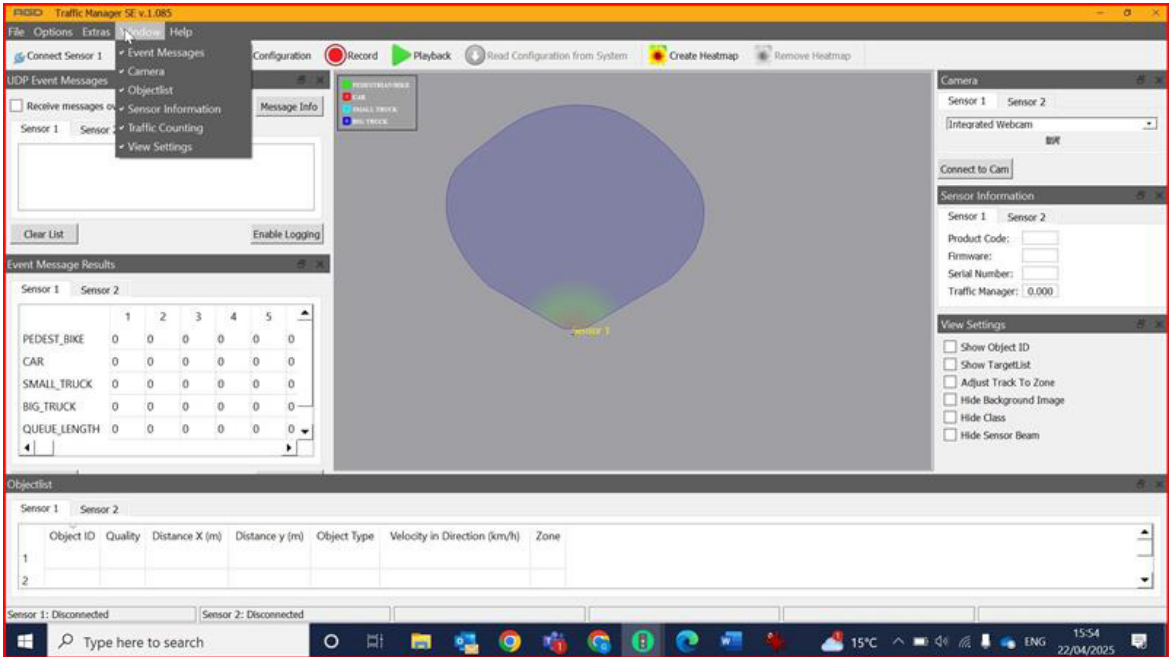 AGD Traffic Manager SE v.1.085
File Options Extras Window Help
Connect Sensor 1 Configuration Record Playback Read Configuration from System Create Heatmap Remove Heatmap
Event Messages
Camera
Objectlist
Sensor Information
Traffic Counting
View Settings
UDP Event Messages
Receive messages ov
Message Info
Sensor 1 Sensor
Clear List Enable Logging
Event Message Results
Sensor 1 Sensor 2
1 2 3 4 5
PEDEST_BIKE 0 0 0 0 0 0
CAR 0 0 0 0 0 0
SMALL_TRUCK 0 0 0 0 0 0
BIG_TRUCK 0 0 0 0 0 0
QUEUE_LENGTH 0 0 0 0 0 0
PEDESTRIAN/BIKE
CAR
SMALL TRUCK
BIG TRUCK
Sensor 1
Camera
Sensor 1 Sensor 2
Integrated Webcam
Connect to Cam
Sensor Information
Sensor 1 Sensor 2
Product Code:
Firmware:
Serial Number:
Traffic Manager: 0.000
View Settings
Show Object ID
Show TargetList
Adjust Track To Zone
Hide Background Image
Hide Class
Hide Sensor Beam
Objectlist
Sensor 1 Sensor 2
Object ID Quality Distance X (m) Distance y (m) Object Type Velocity in Direction (km/h) Zone
1
2
Sensor 1: Disconnected Sensor 2: Disconnected
Type here to search
15°C
ENG
15:54
22/04/2025